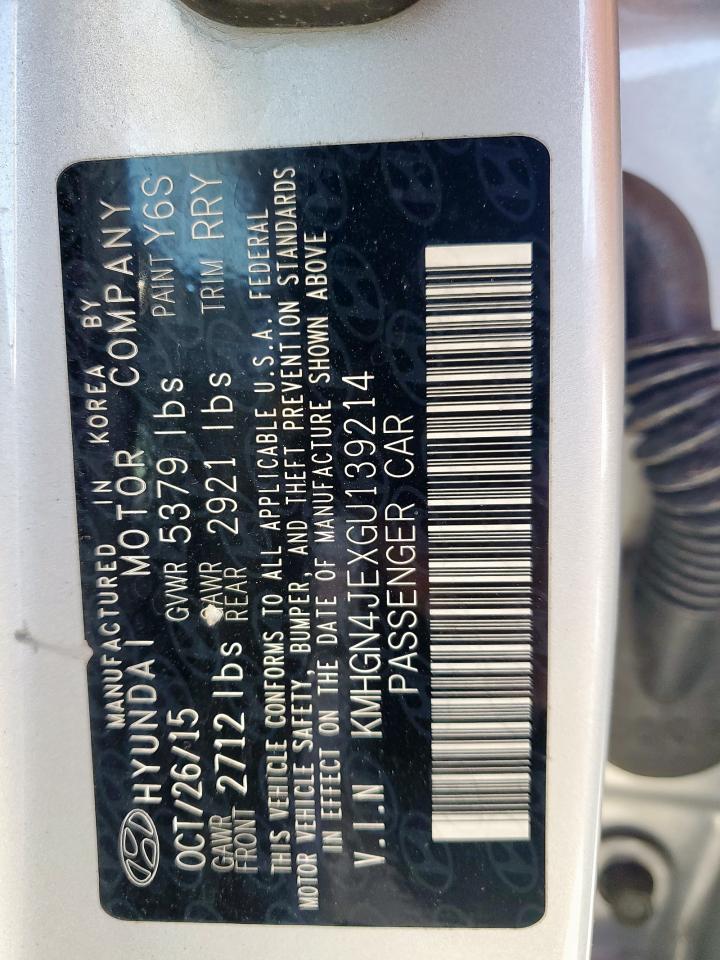 MANUFACTURED IN KOREA BY
HYUNDAI MOTOR COMPANY
OCT/26/15 GVWR 5379 lbs PAINT Y6S
GAWR FRONT 2712 lbs GAWR REAR 2921 lbs TRIM RRY
THIS VEHICLE CONFORMS TO ALL APPLICABLE U.S.A. FEDERAL
MOTOR VEHICLE SAFETY, BUMPER, AND THEFT PREVENTION STANDARDS
IN EFFECT ON THE DATE OF MANUFACTURE SHOWN ABOVE
V.I.N KMHGN4JEXGU139214
PASSENGER CAR